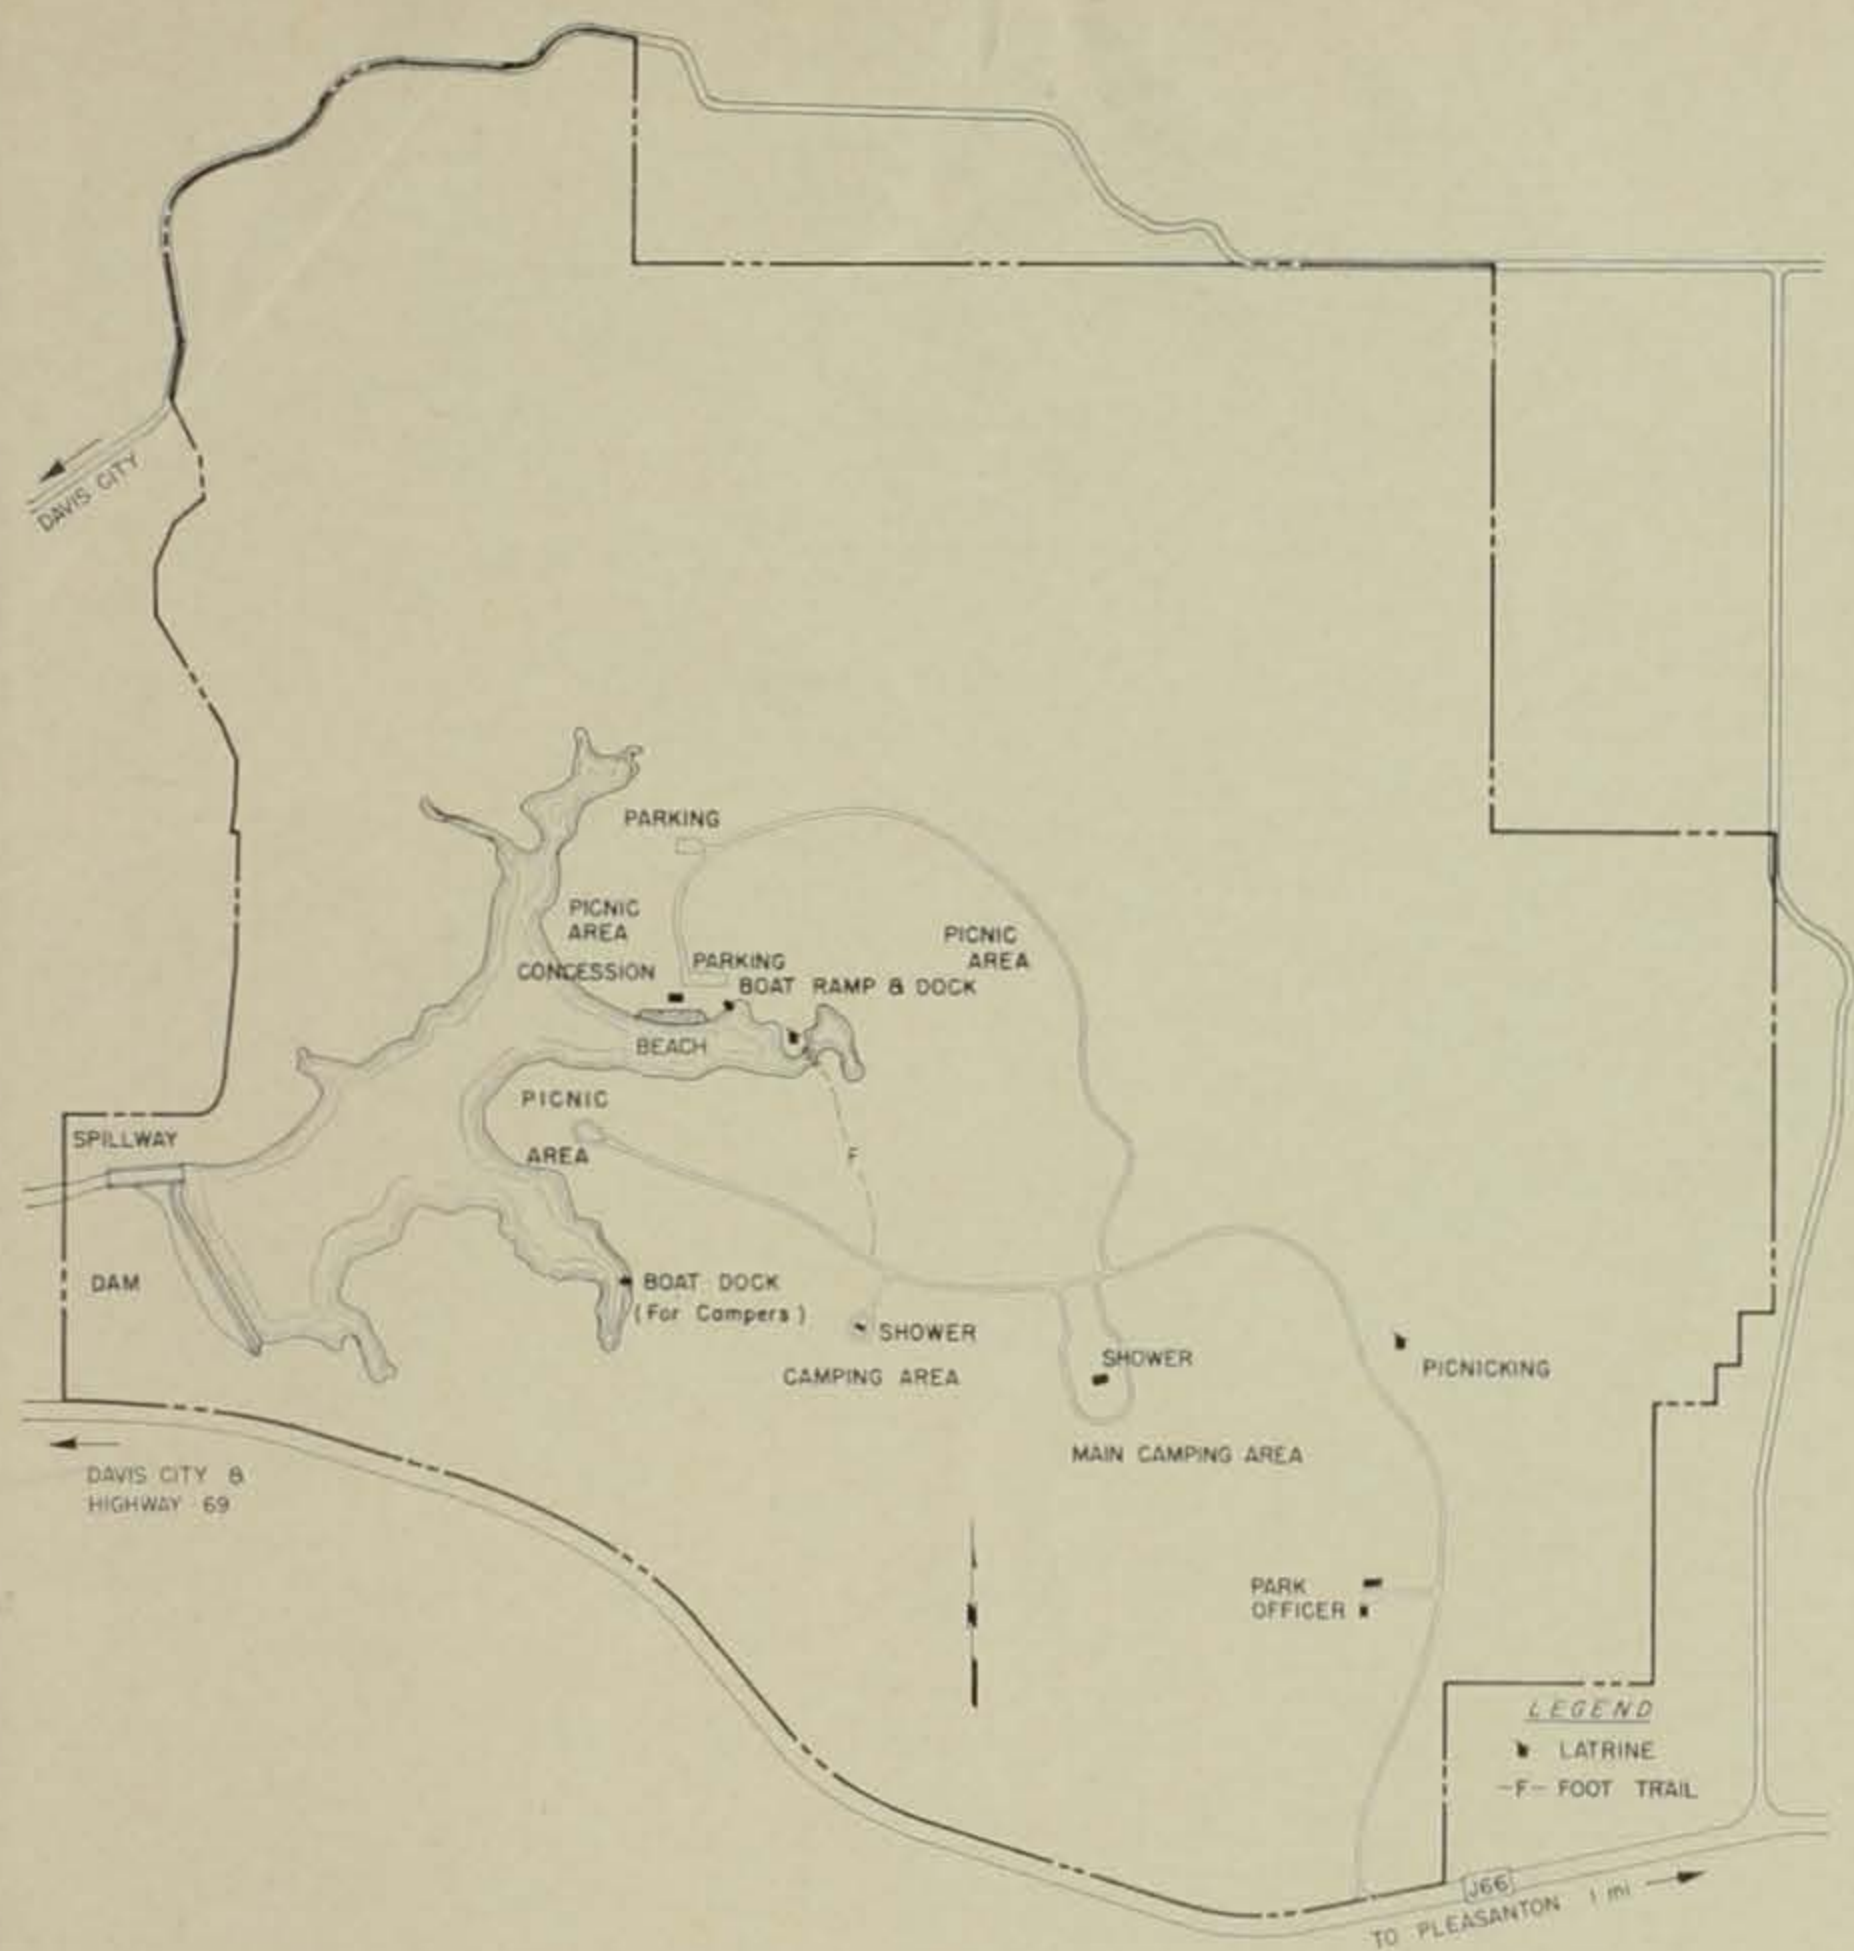 DAVIS CITY
PARKING
PICNIC
AREA
PICNIC
AREA
CONCESSION
PARKING
BOAT RAMP & DOCK
BEACH
PICNIC
AREA
SPILLWAY
F
DAM
BOAT DOCK
(For Campers)
SHOWER
CAMPING AREA
SHOWER
MAIN CAMPING AREA
PICNICKING
DAVIS CITY &
HIGHWAY 69
N
PARK
OFFICER
LEGEND
LATRINE
-F- FOOT TRAIL
J66
TO PLEASANTON 1 mi